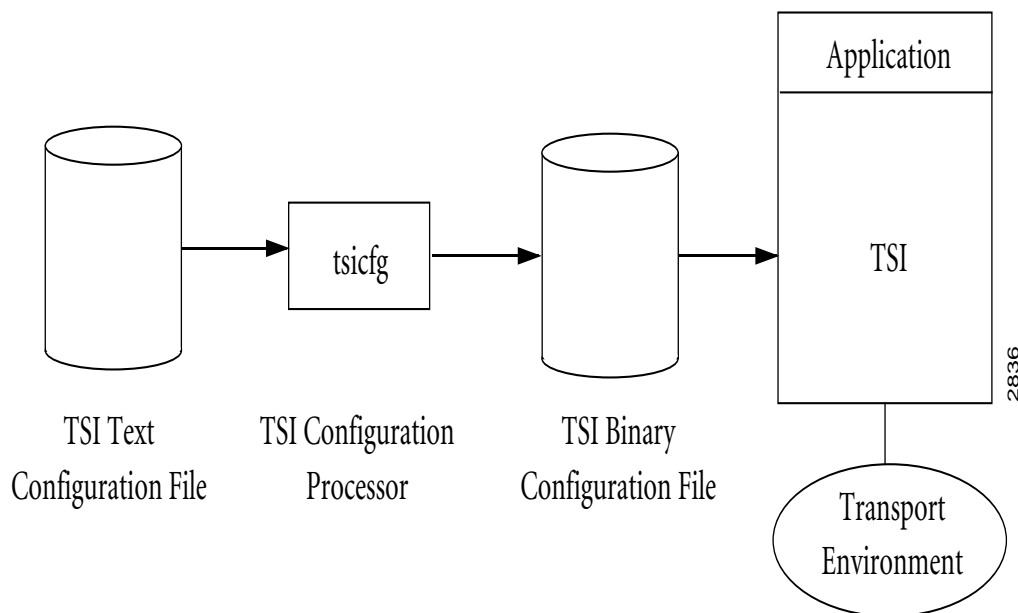 Application
tsicfg
TSI
2836
TSI Text
Configuration File
TSI Configuration
Processor
TSI Binary
Configuration File
Transport
Environment